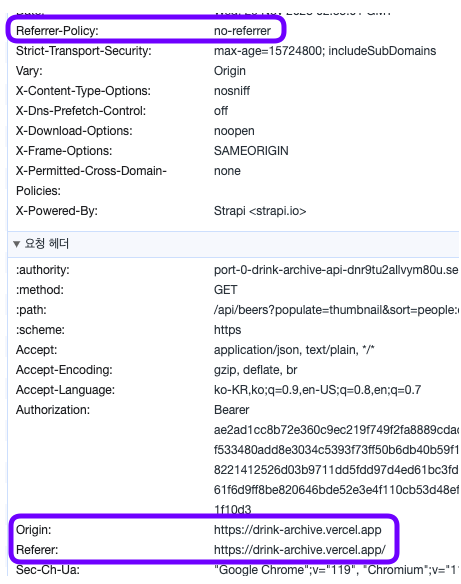 Referrer-Policy: no-referrer
Strict-Transport-Security: max-age=15724800; includeSubDomains
Vary: Origin
X-Content-Type-Options: nosniff
X-Dns-Prefetch-Control: off
X-Download-Options: noopen
X-Frame-Options: SAMEORIGIN
X-Permitted-Cross-Domain- none
Policies:
X-Powered-By: Strapi <strapi.io>
▼ 요청 헤더
:authority: port-0-drink-archive-api-dnr9tu2allvym80u.se
:method: GET
:path: /api/beers?populate=thumbnail&sort=people:
:scheme: https
Accept: application/json, text/plain, */*
Accept-Encoding: gzip, deflate, br
Accept-Language: ko-KR,ko;q=0.9,en-US;q=0.8,en;q=0.7
Authorization: Bearer
ae2ad1cc8b72e360c9ec219f749f2fa8889cda
f533480add8e3034c5393f73ff50b6db40b59f1
8221412526d03b9711dd5fdd97d4ed61bc3fd
61f6d9ff8be820646bde52e3e4f110cb53d48ef
1f10d3
Origin: https://drink-archive.vercel.app
Referer: https://drink-archive.vercel.app/
Sec-Ch-Ua: "Google Chrome";v="119", "Chromium";v="1